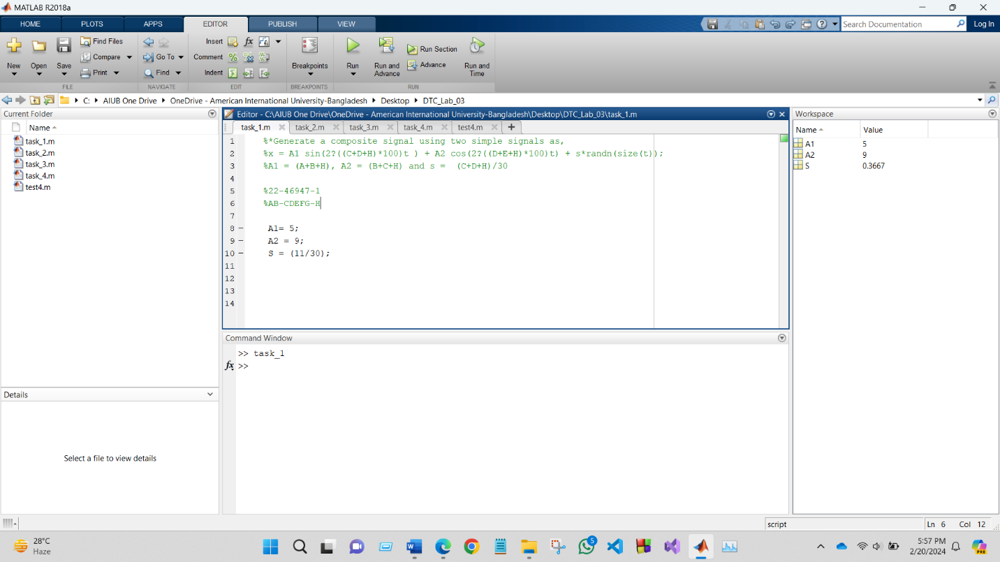 MATLAB R2018a
HOME PLOTS APPS EDITOR PUBLISH VIEW Search Documentation Log In
New Open Save Find Files Compare Print Go To Find Insert fx Comment Indent Breakpoints Run Run and Advance Run Section Advance Run and Time
FILE NAVIGATE EDIT BREAKPOINTS RUN
C: AIUB One Drive OneDrive - American International University-Bangladesh Desktop DTC_Lab_03
Current Folder
Name
task_1.m
task_2.m
task_3.m
task_4.m
test4.m
Details
Select a file to view details
Editor - C:\AIUB One Drive\OneDrive - American International University-Bangladesh\Desktop\DTC_Lab_03\task_1.m
task_1.m task_2.m task_3.m task_4.m test4.m
1 %*Generate a composite signal using two simple signals as,
2 %x = A1 sin(2?((C+D+H)*100)t ) + A2 cos(2?((D+E+H)*100)t) + s*randn(size(t));
3 %A1 = (A+B+H), A2 = (B+C+H) and s = (C+D+H)/30
4
5 %22-46947-1
6 %AB-CDEFG-H
7
8 A1= 5;
9 A2 = 9;
10 S = (11/30);
11
12
13
14
Command Window
>> task_1
fx >>
Workspace
Name Value
A1 5
A2 9
S 0.3667
script Ln 6 Col 12
28°C
Haze
5
5:57 PM
2/20/2024
PRE